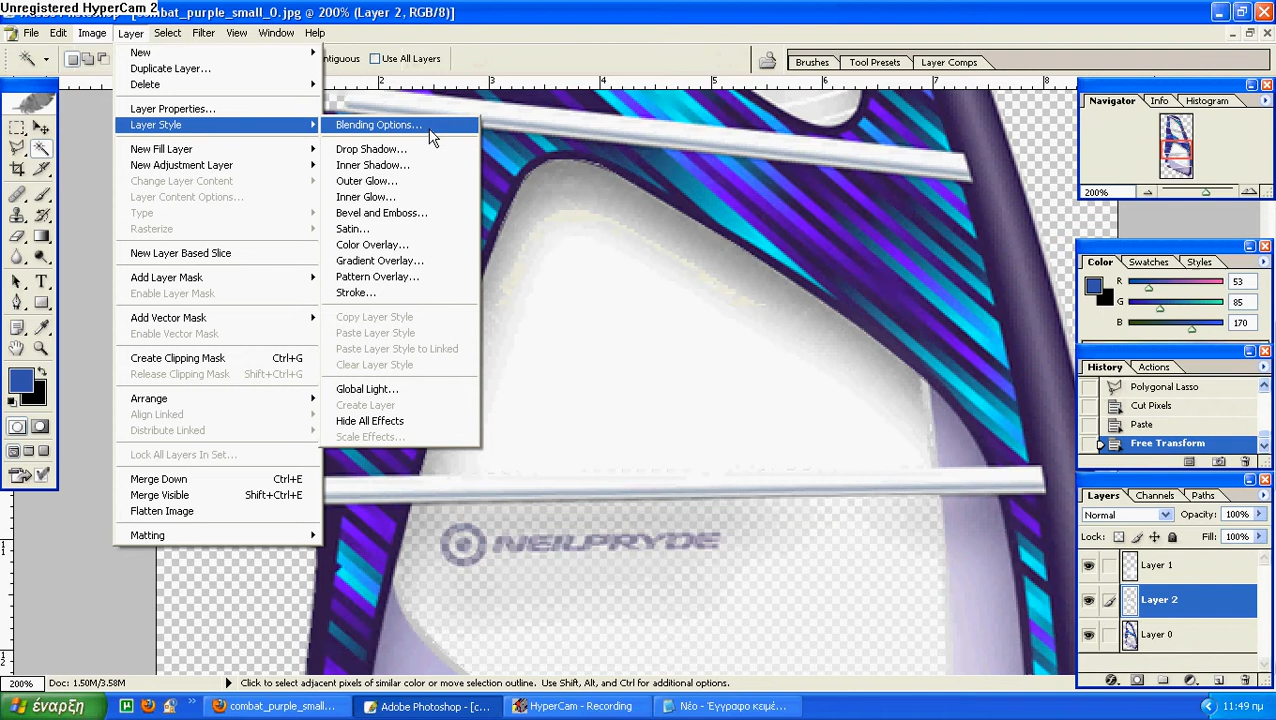 Unregistered HyperCam 2
combat_purple_small_0.jpg @ 200% (Layer 2, RGB/8)]
File Edit Image Layer Select Filter View Window Help
Use All Layers
Brushes Tool Presets Layer Comps
2 3 4 5 6 7 8
New
Duplicate Layer...
Delete
Layer Properties...
Layer Style
New Fill Layer
New Adjustment Layer
Change Layer Content
Layer Content Options...
Type
Rasterize
New Layer Based Slice
Add Layer Mask
Enable Layer Mask
Add Vector Mask
Enable Vector Mask
Create Clipping Mask Ctrl+G
Release Clipping Mask Shift+Ctrl+G
Arrange
Align Linked
Distribute Linked
Lock All Layers In Set...
Merge Down Ctrl+E
Merge Visible Shift+Ctrl+E
Flatten Image
Matting
Blending Options...
Drop Shadow...
Inner Shadow...
Outer Glow...
Inner Glow...
Bevel and Emboss...
Satin...
Color Overlay...
Gradient Overlay...
Pattern Overlay...
Stroke...
Copy Layer Style
Paste Layer Style
Paste Layer Style to Linked
Clear Layer Style
Global Light...
Create Layer
Hide All Effects
Scale Effects...
NEILPRYDE
Navigator Info Histogram
200%
Color Swatches Styles
R 53
G 85
B 170
History Actions
Polygonal Lasso
Cut Pixels
Paste
Free Transform
Layers Channels Paths
Normal Opacity: 100%
Lock: Fill: 100%
Layer 1
Layer 2
Layer 0
200% Doc: 1.50M/3.58M Click to select adjacent pixels of similar color or move selection outline. Use Shift, Alt, and Ctrl for additional options.
έναρξη combat_purple_small... Adobe Photoshop - [c... HyperCam - Recording Νέο - Έγγραφο κειμέ... 11:49 πμ